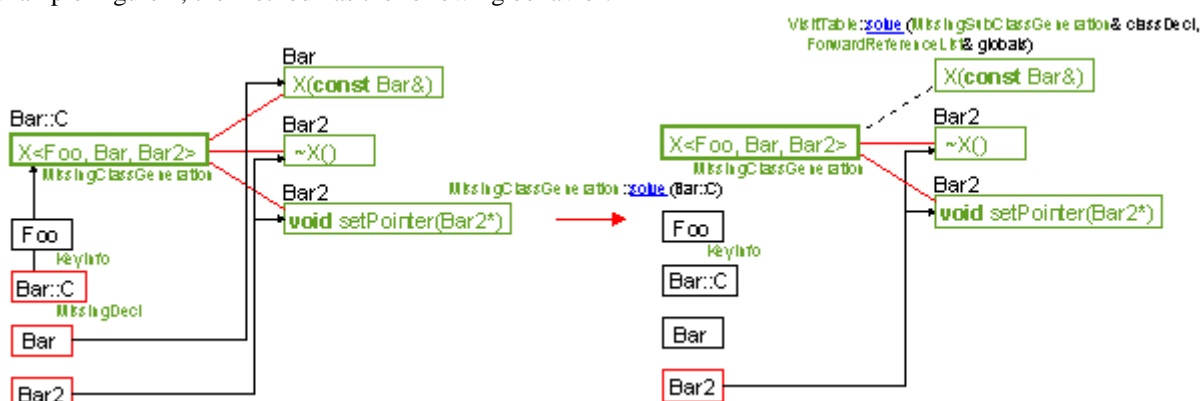 VisitTable::solve (MissingSubClassGeneration& classDecl,
ForwardReferenceList& globals)
Bar
X(const Bar&)
X(const Bar&)
Bar::C
Bar2
Bar2
X<Foo, Bar, Bar2>
~X()
X<Foo, Bar, Bar2>
~X()
MissingClassGeneration
MissingClassGeneration
Bar2
MissingClassGeneration::solve (Bar::C)
Bar2
void setPointer(Bar2*)
void setPointer(Bar2*)
Foo
Foo
KeyInfo
KeyInfo
Bar::C
Bar::C
MissingDecl
Bar
Bar
Bar2
Bar2